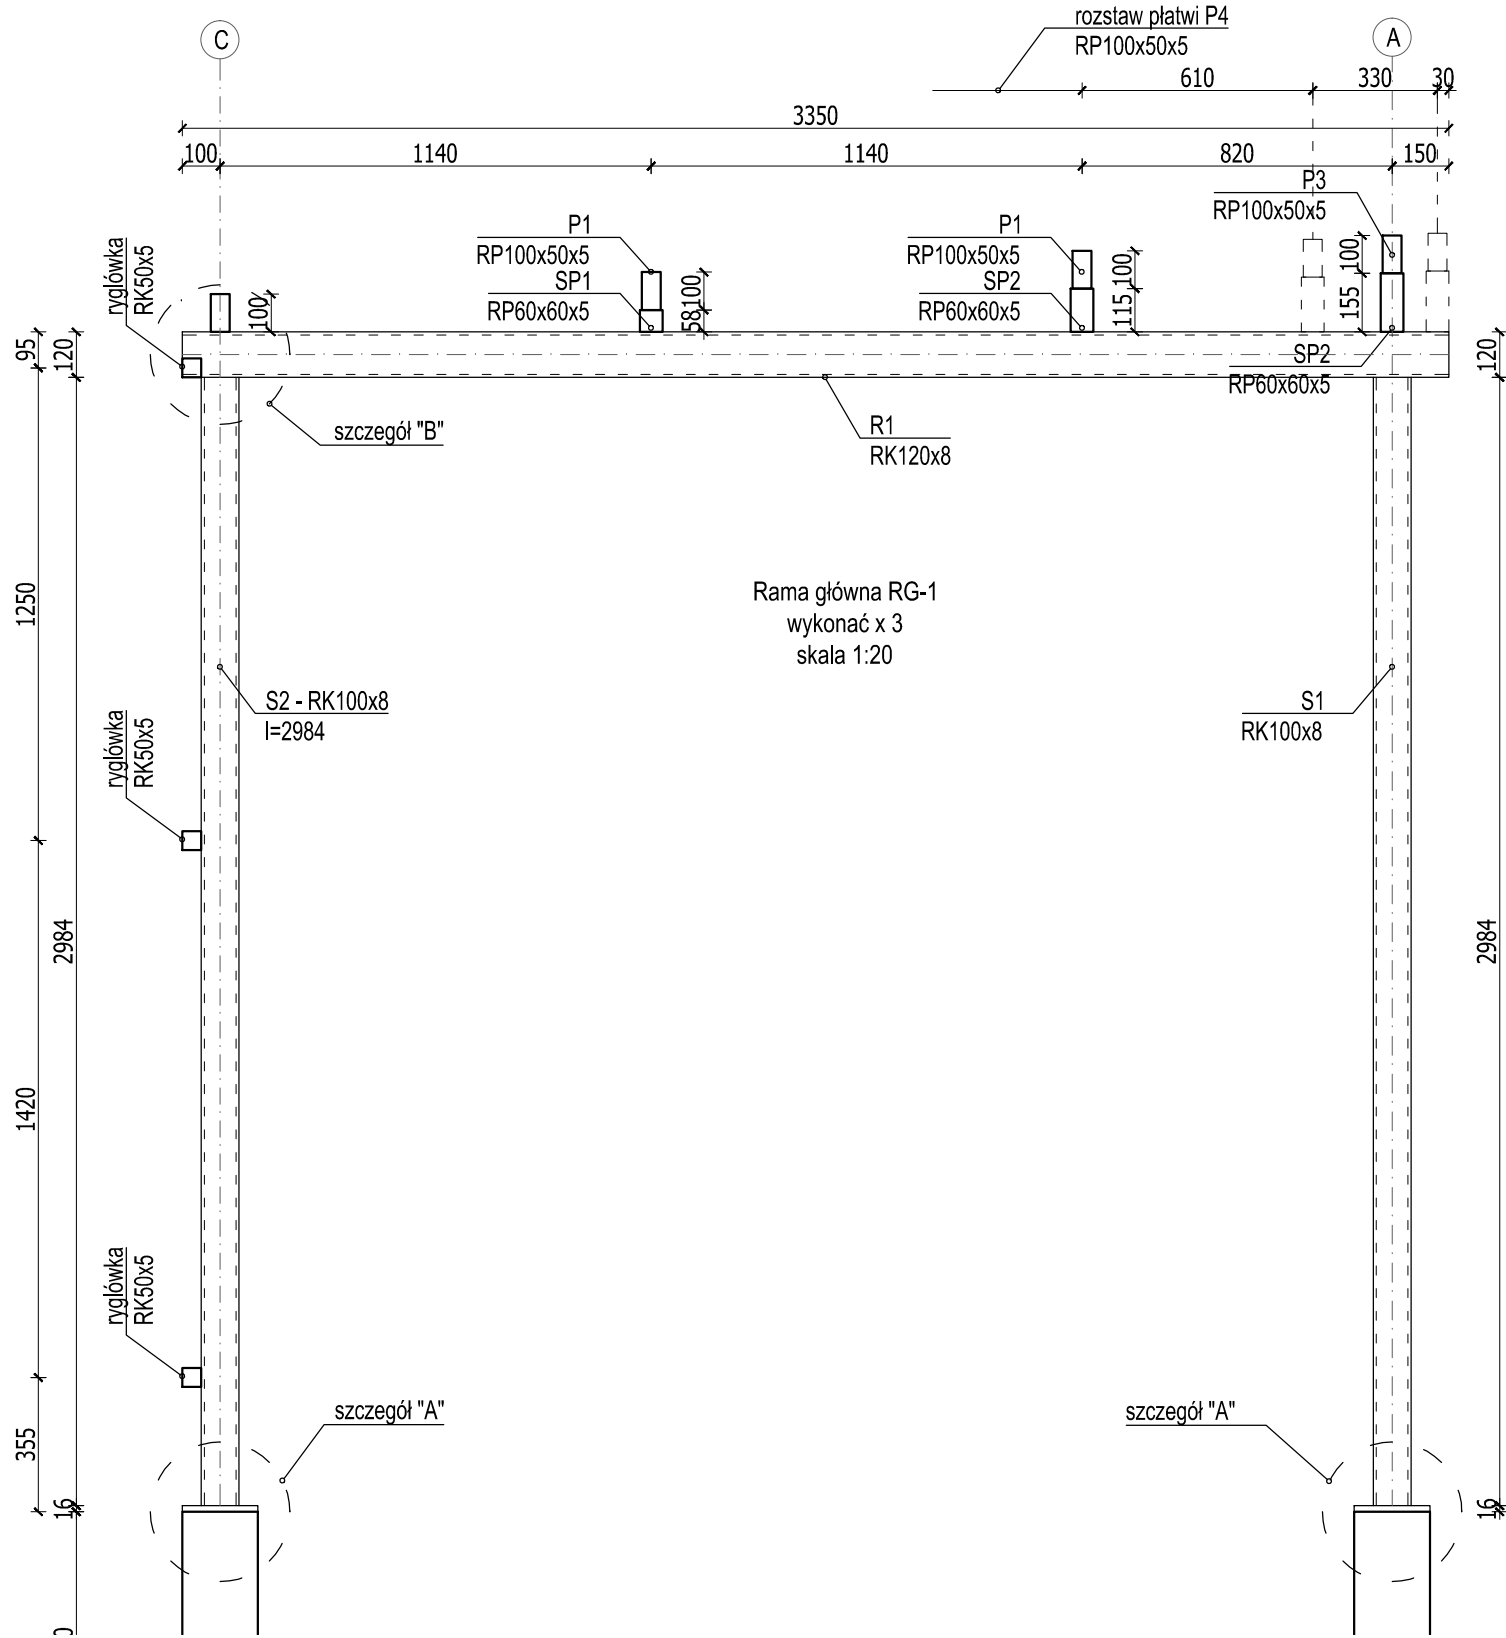 rozstaw płatwi P4
RP100x50x5
C
A
610
330
30
3350
100
1140
1140
820
150
P3
RP100x50x5
P1
RP100x50x5
SP1
RP60x60x5
P1
RP100x50x5
SP2
RP60x60x5
ryglówka
RK50x5
100
100
58
100
115
100
155
95
120
SP2
RP60x60x5
120
szczegół "B"
R1
RK120x8
Rama główna RG-1
wykonać x 3
skala 1:20
1250
S2 - RK100x8
l=2984
S1
RK100x8
ryglówka
RK50x5
2984
2984
1420
ryglówka
RK50x5
szczegół "A"
szczegół "A"
355
16
16